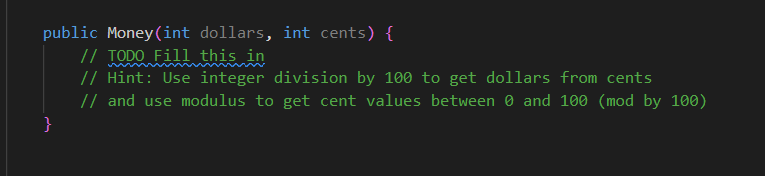 public Money(int dollars, int cents) {
// TODO Fill this in
// Hint: Use integer division by 100 to get dollars from cents
// and use modulus to get cent values between 0 and 100 (mod by 100)
}